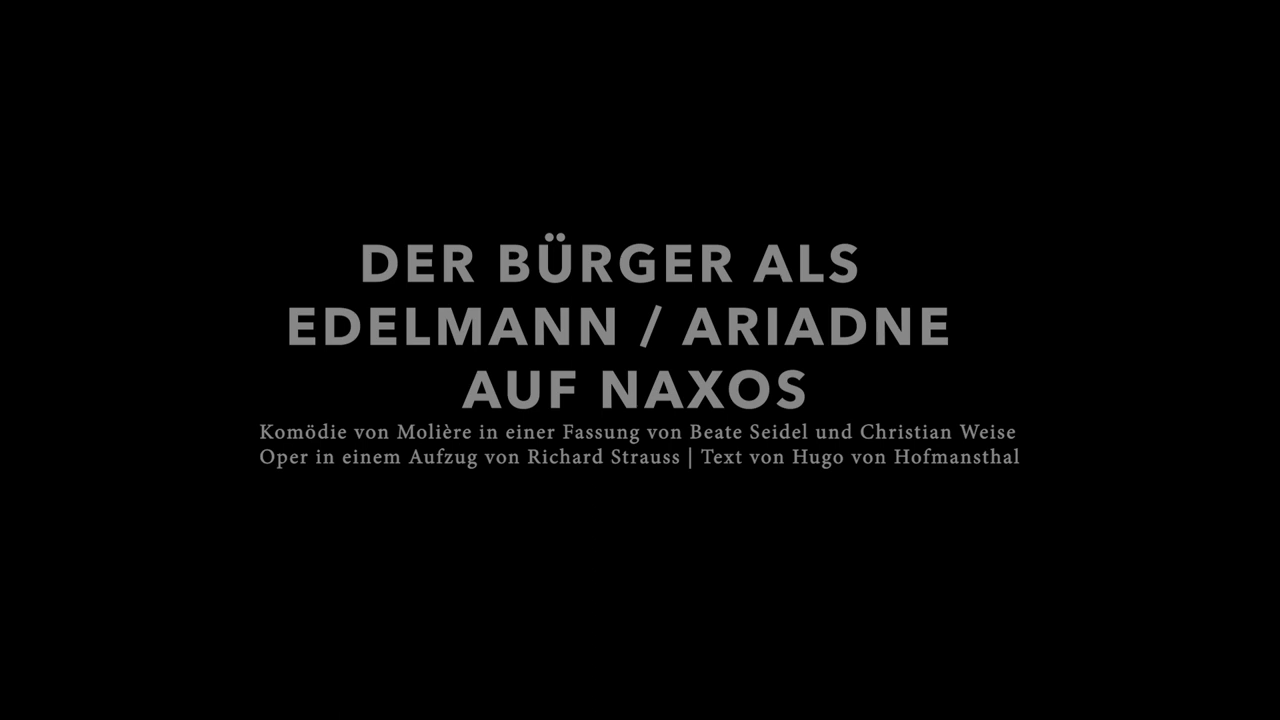 DER BÜRGER ALS
EDELMANN / ARIADNE
AUF NAXOS
Komödie von Molière in einer Fassung von Beate Seidel und Christian Weise
Oper in einem Aufzug von Richard Strauss | Text von Hugo von Hofmansthal